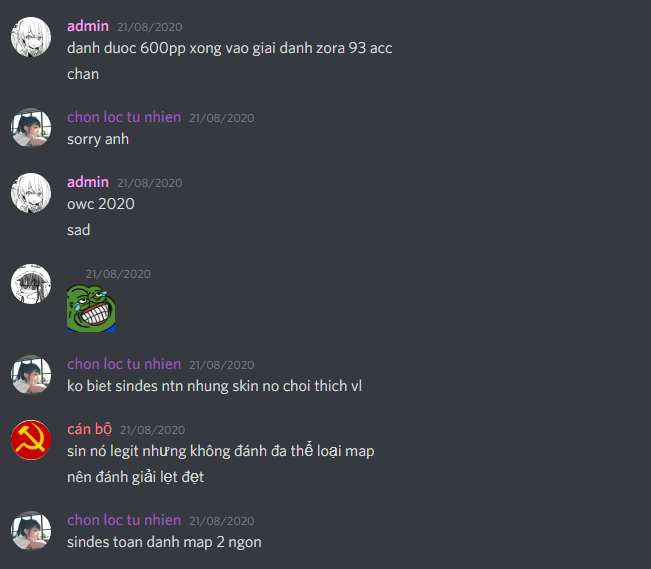 admin 21/08/2020
danh duoc 600pp xong vao giai danh zora 93 acc
chan
chon loc tu nhien 21/08/2020
sorry anh
admin 21/08/2020
owc 2020
sad
21/08/2020
chon loc tu nhien 21/08/2020
ko biet sindes ntn nhung skin no choi thich vl
cán bộ 21/08/2020
sin nó legit nhưng không đánh đa thể loại map
nên đánh giải lẹt đẹt
chon loc tu nhien 21/08/2020
sindes toan danh map 2 ngon